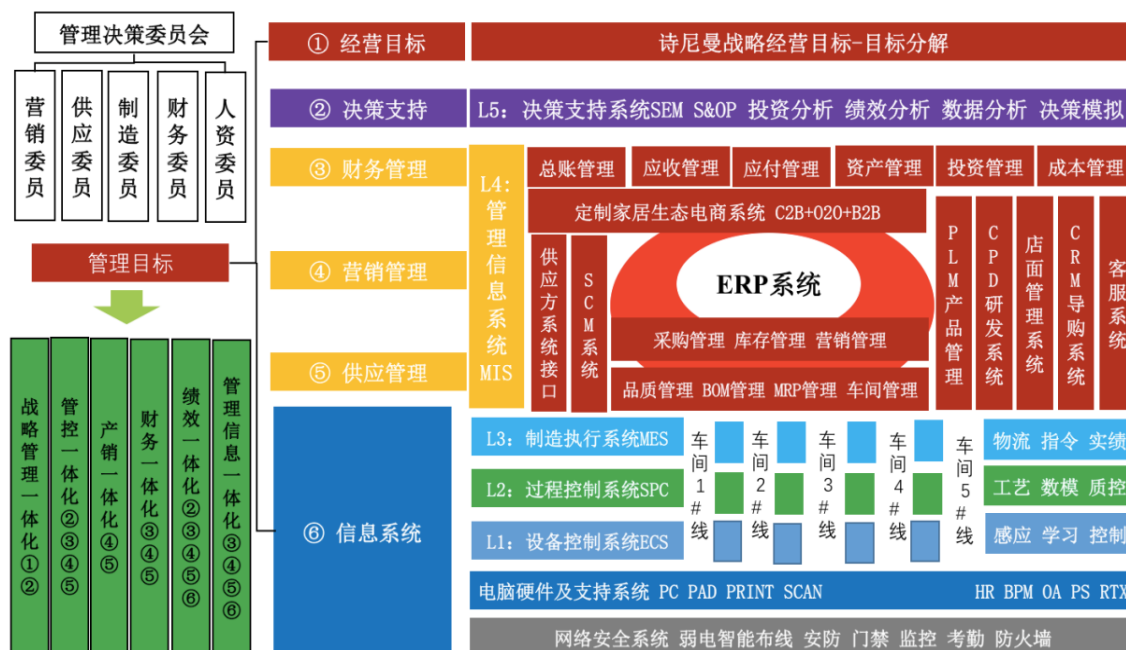 管理决策委员会
营销委员
供应委员
制造委员
财务委员
人资委员
管理目标
战略管理一体化①②
管控一体化②③④⑤
产销一体化④⑤
财务一体化③④⑤
绩效一体化②③④⑤⑥
管理信息一体化③④⑤⑥
① 经营目标
诗尼曼战略经营目标-目标分解
② 决策支持
L5: 决策支持系统SEM S&OP 投资分析 绩效分析 数据分析 决策模拟
③ 财务管理
④ 营销管理
⑤ 供应管理
⑥ 信息系统
L4:管理信息系统MIS
总账管理
应收管理
应付管理
资产管理
投资管理
成本管理
定制家居生态电商系统 C2B+O2O+B2B
供应方系统接口
SCM系统
ERP系统
采购管理 库存管理 营销管理
品质管理 BOM管理 MRP管理 车间管理
PLM产品管理
CPD研发系统
店面管理系统
CRM导购系统
客服系统
L3: 制造执行系统MES
L2: 过程控制系统SPC
L1: 设备控制系统ECS
车间1#线
车间2#线
车间3#线
车间4#线
车间5#线
物流 指令 实绩
工艺 数模 质控
感应 学习 控制
电脑硬件及支持系统 PC PAD PRINT SCAN
HR BPM OA PS RTX
网络安全系统 弱电智能布线 安防 门禁 监控 考勤 防火墙